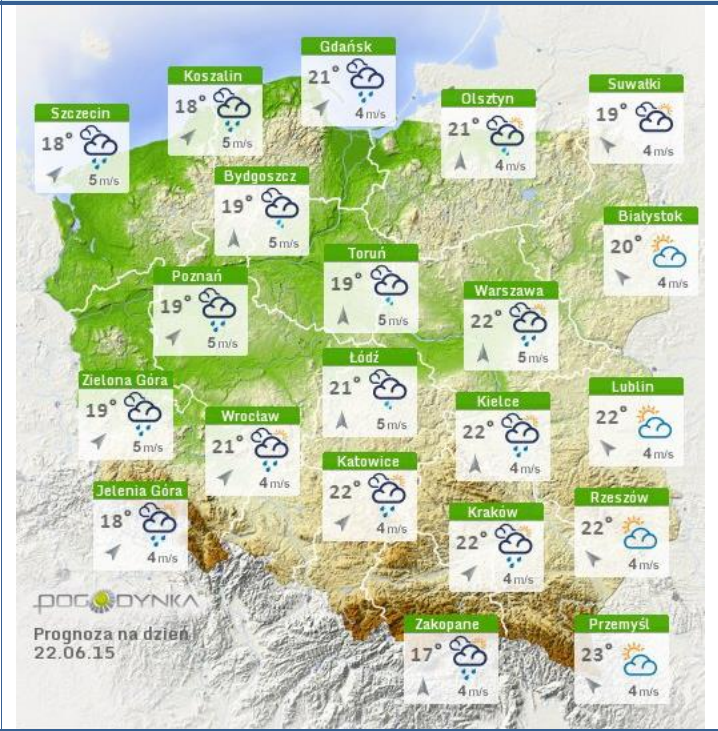 Gdańsk
21°
4 m/s
Koszalin
18°
5 m/s
Szczecin
18°
5 m/s
Olsztyn
21°
4 m/s
Suwałki
19°
4 m/s
Bydgoszcz
19°
5 m/s
Białystok
20°
4 m/s
Toruń
19°
5 m/s
Poznań
19°
5 m/s
Warszawa
22°
5 m/s
Łódź
21°
5 m/s
Zielona Góra
19°
5 m/s
Wrocław
21°
4 m/s
Kielce
22°
4 m/s
Lublin
22°
4 m/s
Katowice
22°
4 m/s
Jelenia Góra
18°
4 m/s
Kraków
22°
4 m/s
Rzeszów
22°
4 m/s
Zakopane
17°
4 m/s
Przemyśl
23°
4 m/s
POGODYNKA
Prognoza na dzień
22.06.15